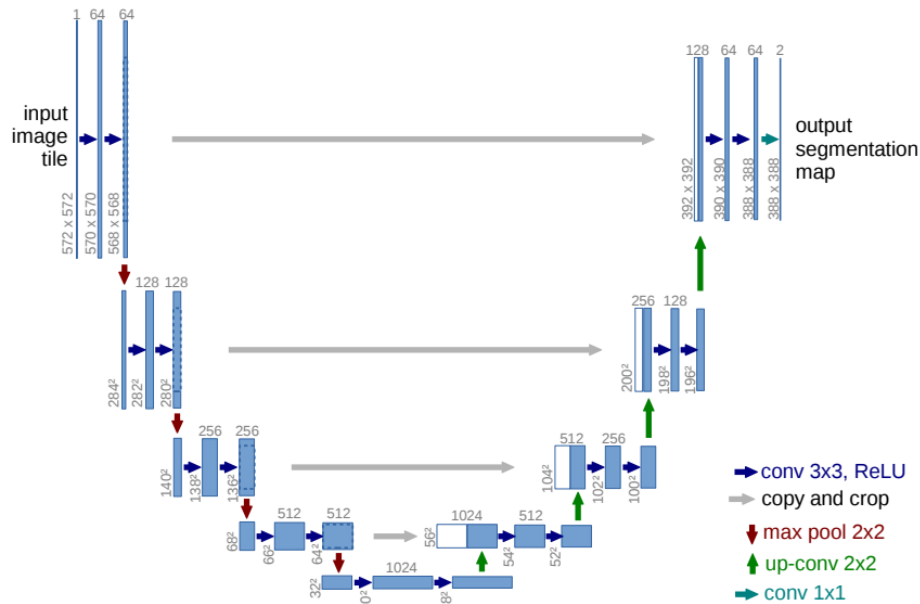 1 64 64
input
image
tile
572 x 572
570 x 570
568 x 568
128 64 64 2
output
segmentation
map
392 x 392
390 x 390
388 x 388
388 x 388
128 128
284²
282²
280²
256 128
200²
198²
196²
256 256
140²
138²
136²
512 256
104²
102²
100²
512 512
68²
66²
64²
1024 512
56²
54²
52²
1024
32²
0²
8²
conv 3x3, ReLU
copy and crop
max pool 2x2
up-conv 2x2
conv 1x1